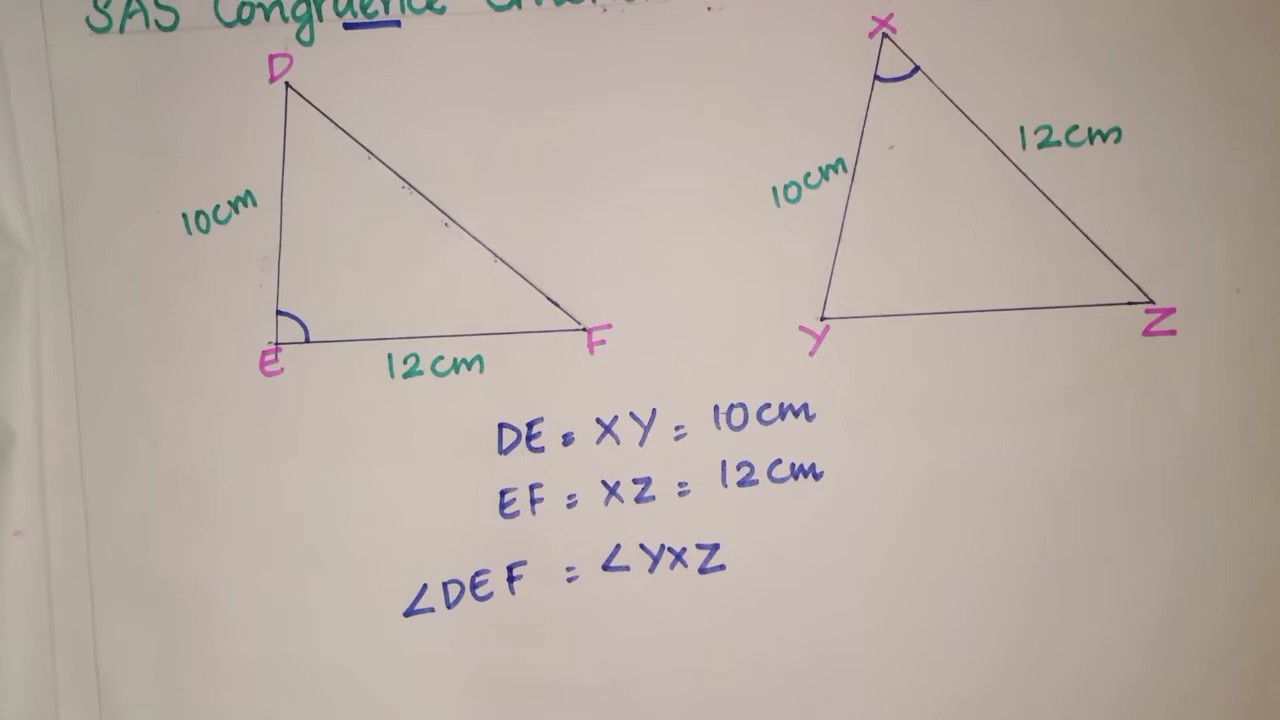 SAS Congruence
D
X
10cm
12cm
10cm
E
12cm
F
Y
Z
DE = XY = 10cm
EF = XZ = 12cm
∠DEF = ∠YXZ